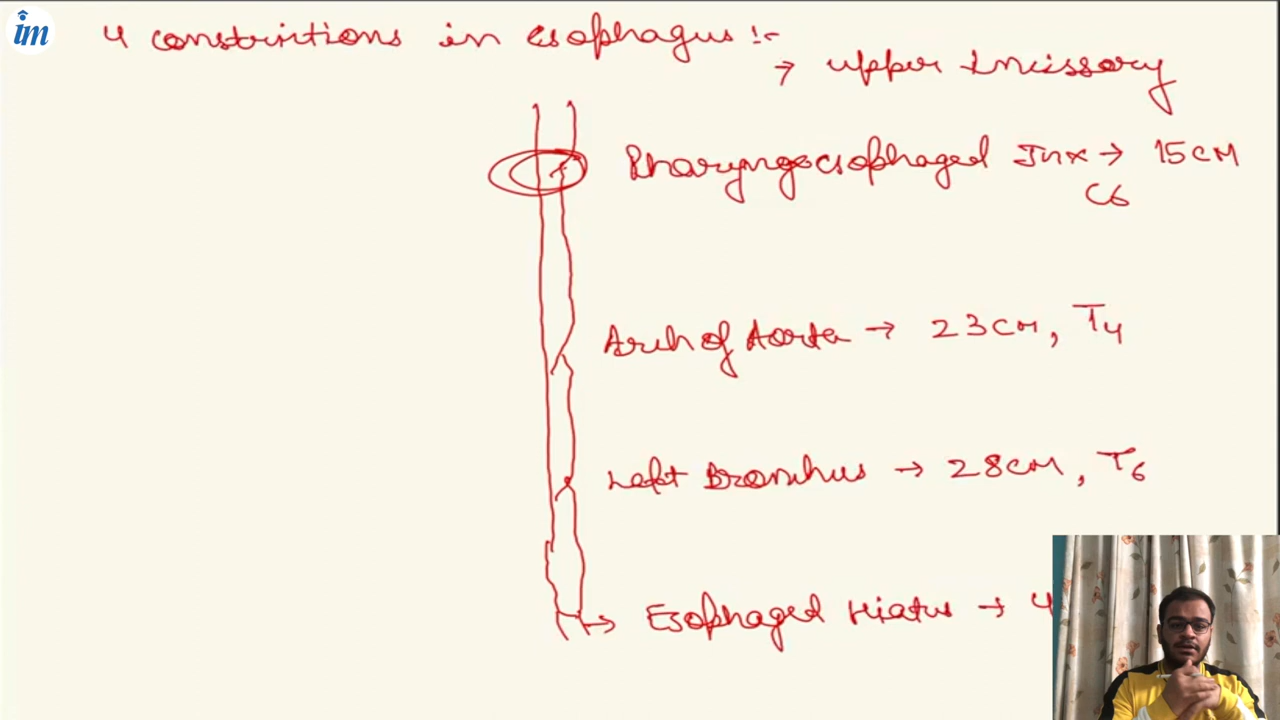 im
4 constrictions in esophagus :-
→ upper Incissory
Pharyngoesophageal Jnx → 15CM
C6
Arch of Aorta → 23CM, T4
Left Bronchus → 28CM, T6
→ Esophageal Hiatus → 4